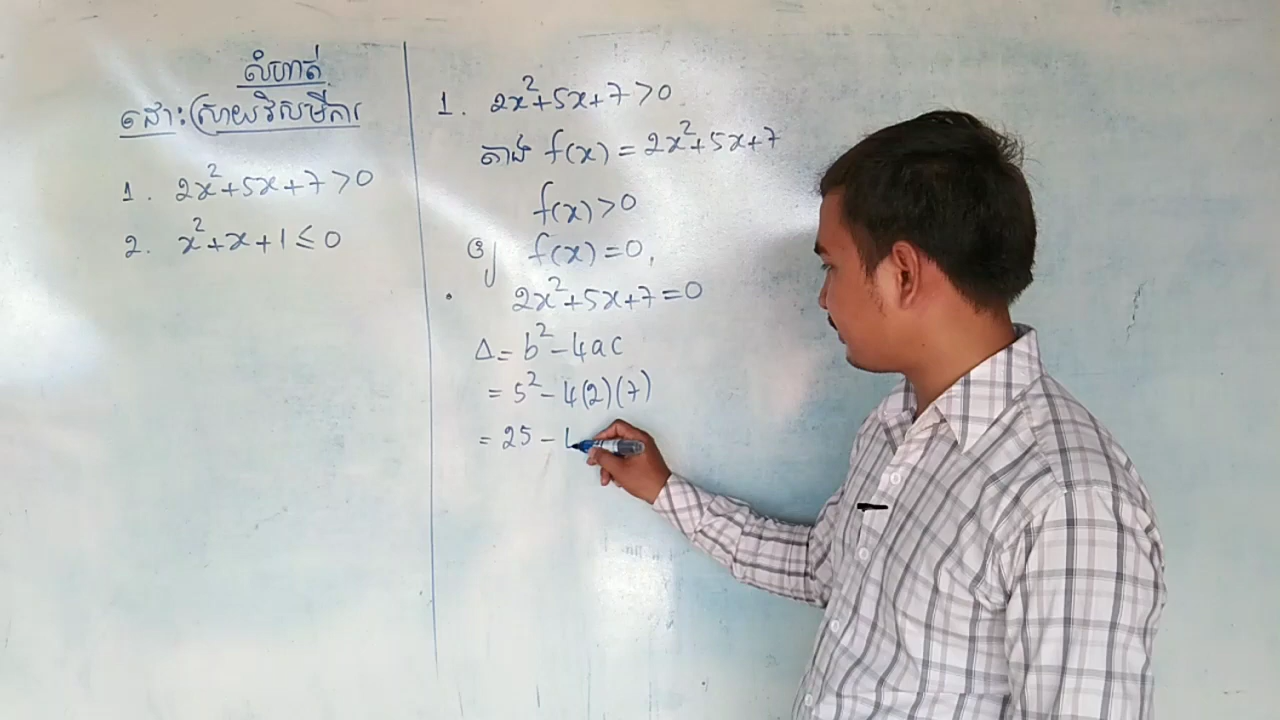 លំហាត់
ដោះស្រាយវិសមីការ
1. 2x²+5x+7>0
2. x²+x+1≤0
1. 2x²+5x+7>0
តាង f(x) = 2x²+5x+7
f(x)>0
បើ f(x)=0,
2x²+5x+7=0
Δ= b²-4ac
= 5²-4(2)(7)
= 25-